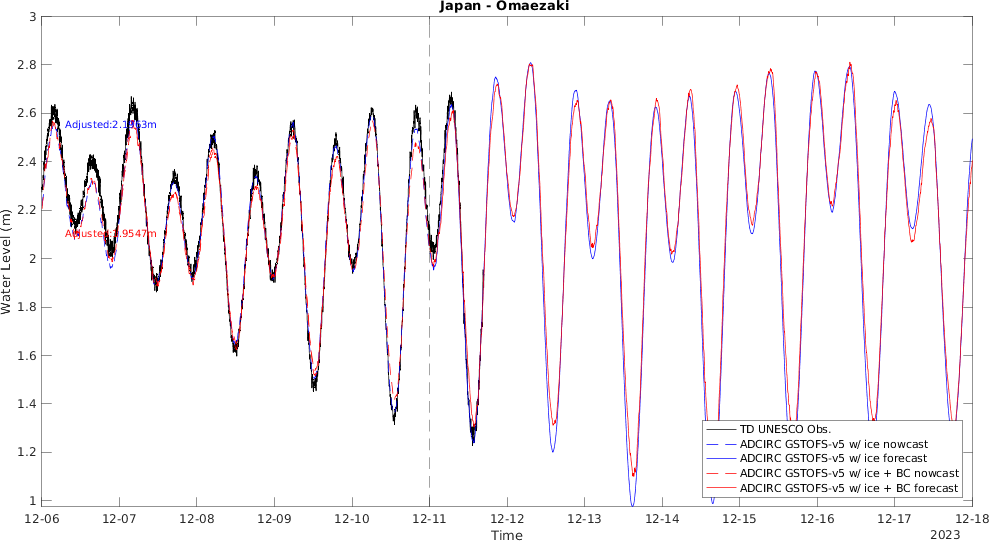 Japan - Omaezaki
3
2.8
2.6
2.4
2.2
2
1.8
1.6
1.4
1.2
1
Water Level (m)
Adjusted:2.1963m
Adjusted:1.9547m
TD UNESCO Obs.
ADCIRC GSTOFS-v5 w/ ice nowcast
ADCIRC GSTOFS-v5 w/ ice forecast
ADCIRC GSTOFS-v5 w/ ice + BC nowcast
ADCIRC GSTOFS-v5 w/ ice + BC forecast
12-06 12-07 12-08 12-09 12-10 12-11 12-12 12-13 12-14 12-15 12-16 12-17 12-18
Time
2023